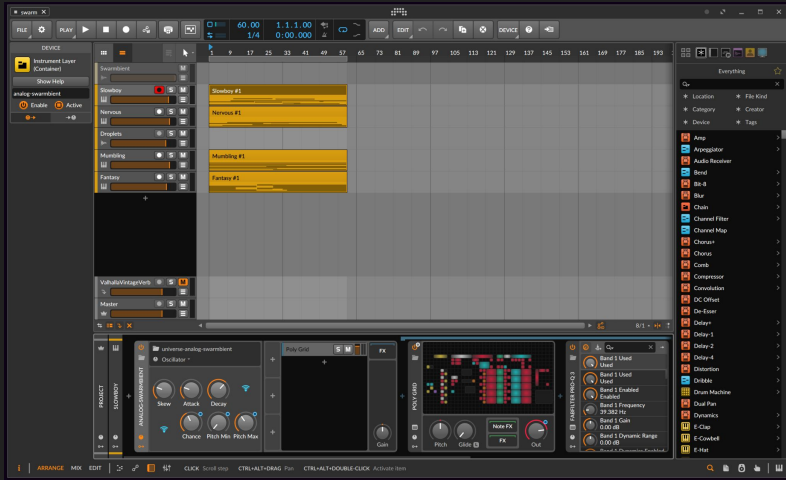 swarm
FILE
PLAY
60.00
1/4
1.1.1.00
0:00.000
ADD
EDIT
DEVICE
DEVICE
Instrument Layer
(Container)
Show Help
analog-swarmbient
Enable
Active
1 9 17 25 33 41 49 57 65 73 81 89 97 105 113 121 129 137 145 153 161 169 177 185 193
Swarmbient
M
Slowboy
S M
Slowboy #1
Nervous
S M
Nervous #1
Droplets
S M
Mumbling
S M
Mumbling #1
Fantasy
S M
Fantasy #1
+
ValhallaVintageVerb
S M
Master
S M
8/1
Everything
Location
File Kind
Category
Creator
Device
Tags
Amp
Arpeggiator
Audio Receiver
Bend
Bit-8
Blur
Chain
Channel Filter
Channel Map
Chorus+
Chorus
Comb
Compressor
Convolution
DC Offset
De-Esser
Delay+
Delay-1
Delay-2
Delay-4
Distortion
Dribble
Drum Machine
Dual Pan
Dynamics
E-Clap
E-Cowbell
E-Hat
PROJECT
SLOWBOY
ANALOG-SWARMBIENT
universe-analog-swarmbient
Oscillator
Skew
Attack
Decay
Chance
Pitch Min
Pitch Max
Poly Grid
S M
FX
Gain
POLY GRID
Pitch
Glide
Note FX
FX
Out
FABFILTER PRO-Q 3
Band 1 Used
Used
Band 1 Used
Used
Band 1 Enabled
Enabled
Band 1 Frequency
39.382 Hz
Band 1 Gain
0.00 dB
Band 1 Dynamic Range
0.00 dB
Band 1 Dynamics Enabled
ARRANGE
MIX
EDIT
CLICK Scroll step
CTRL+ALT+DRAG Pan
CTRL+ALT+DOUBLE-CLICK Activate item